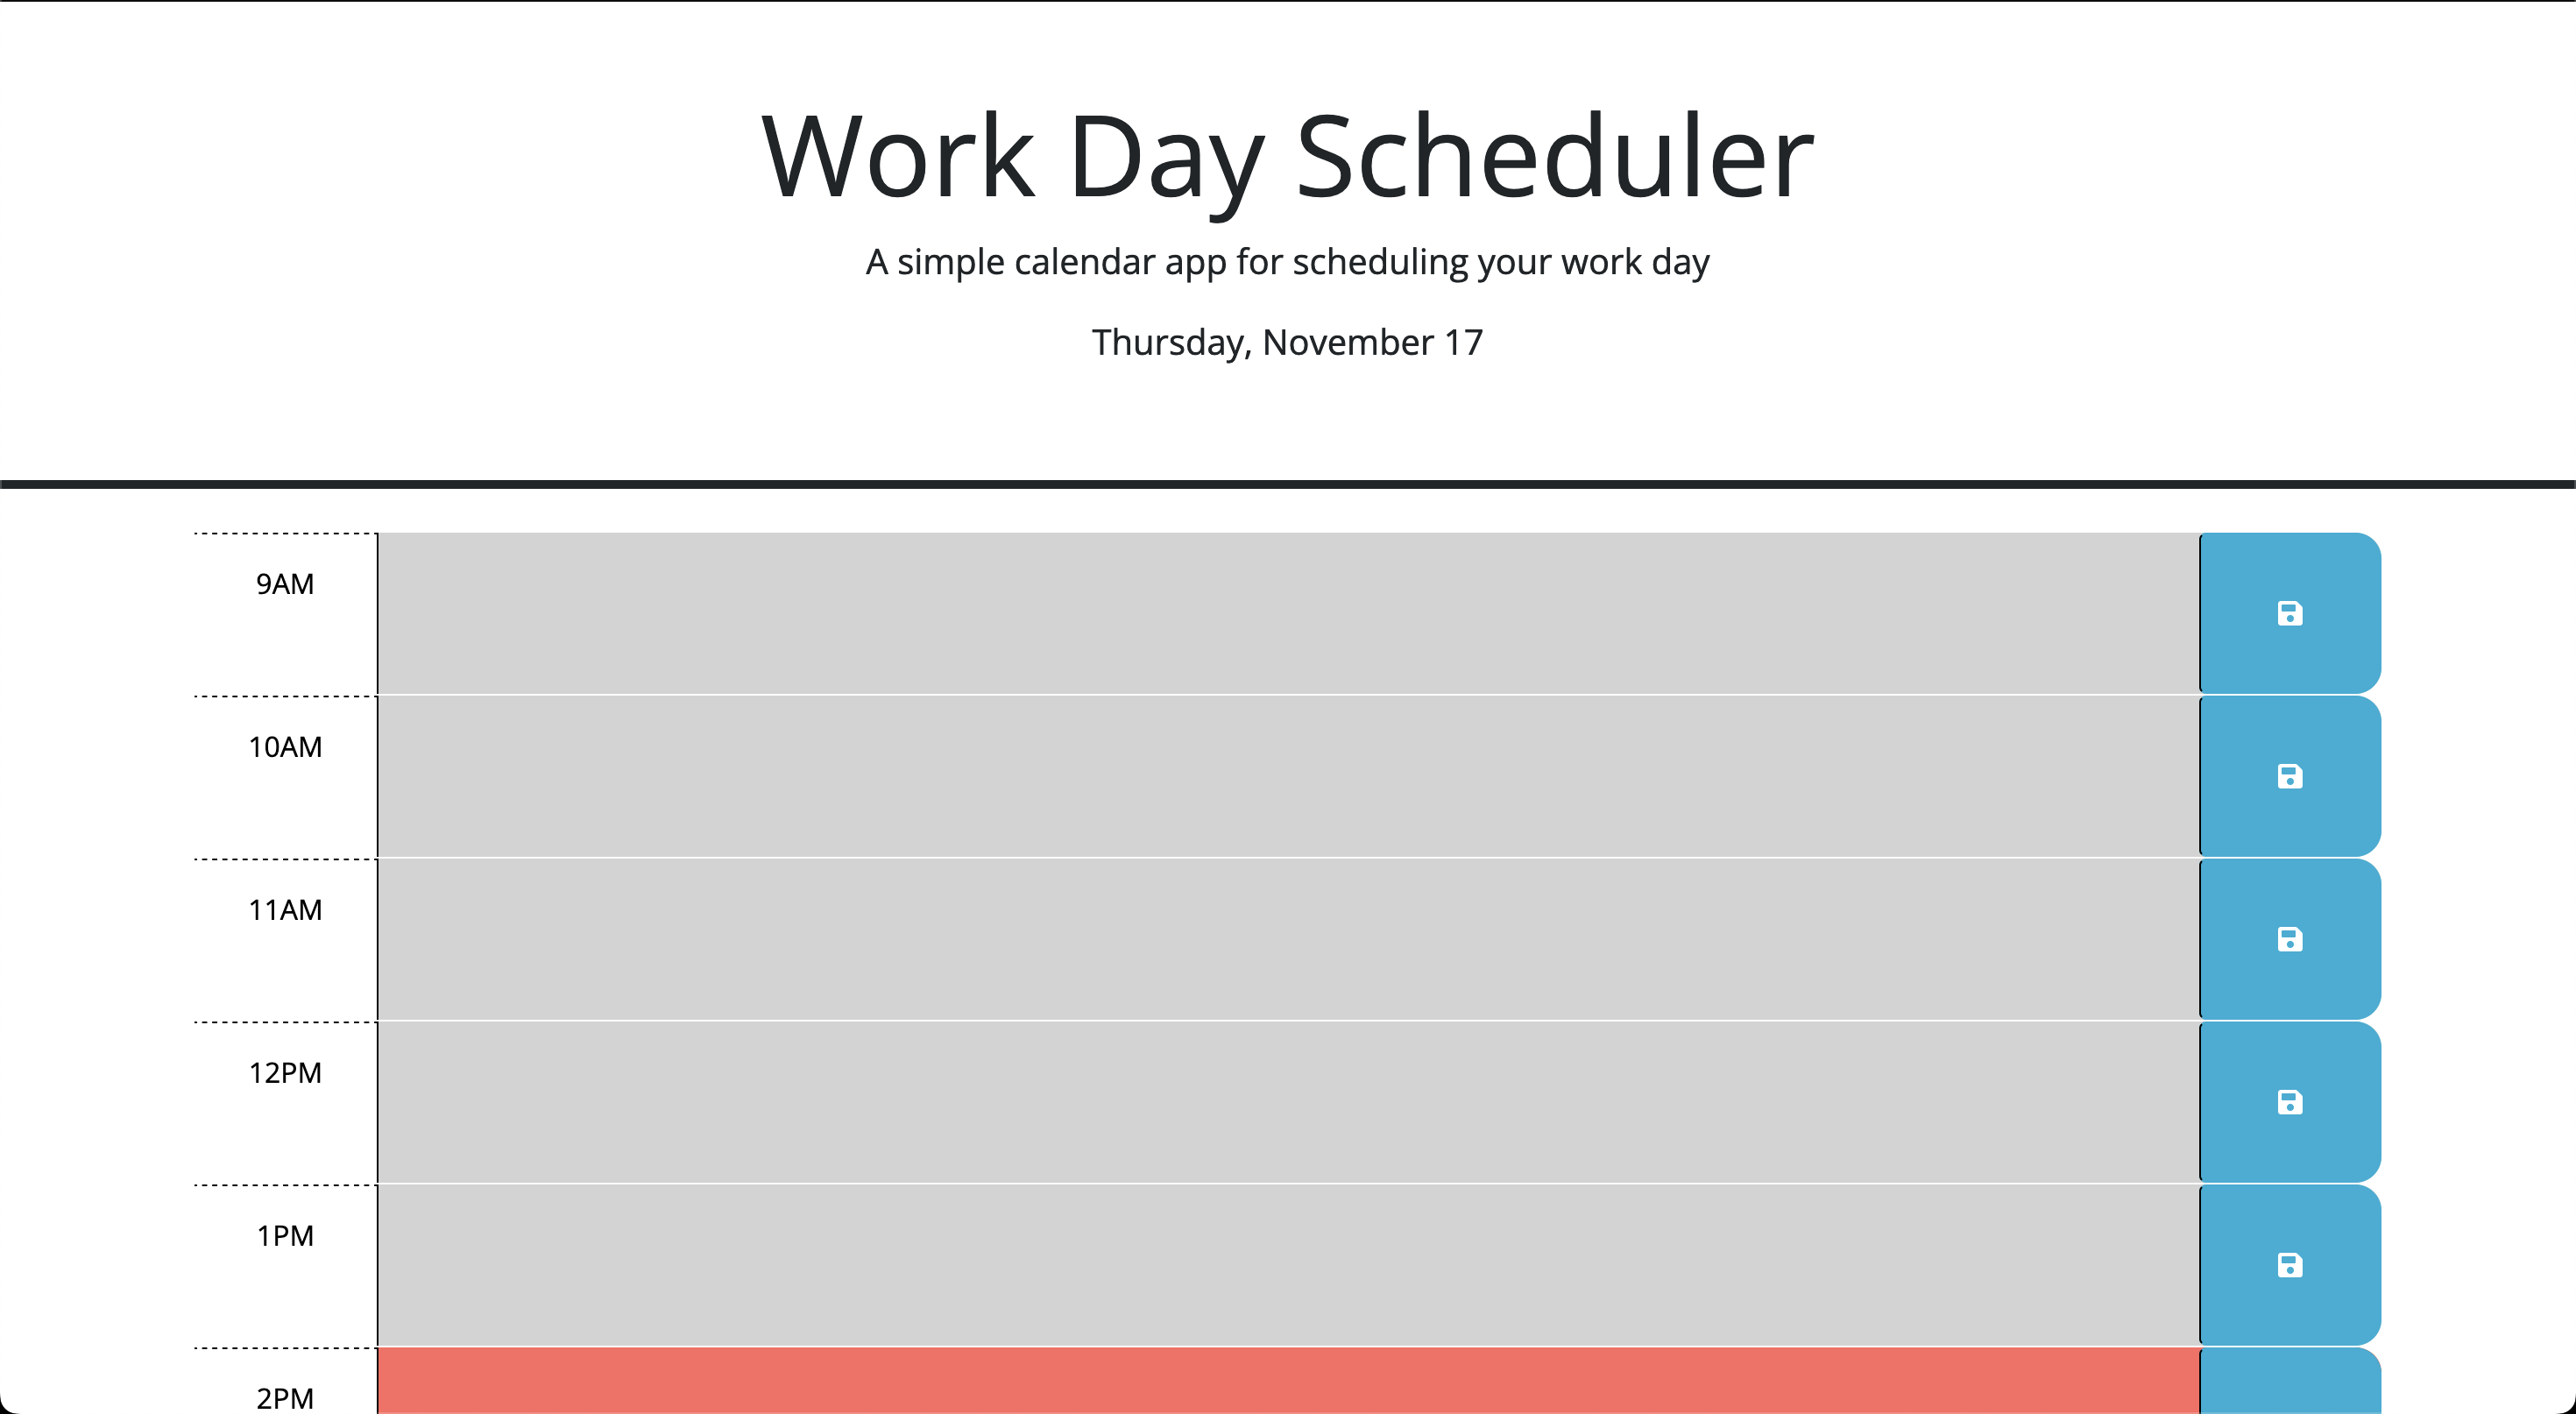 Work Day Scheduler
A simple calendar app for scheduling your work day
Thursday, November 17
9AM
10AM
11AM
12PM
1PM
2PM